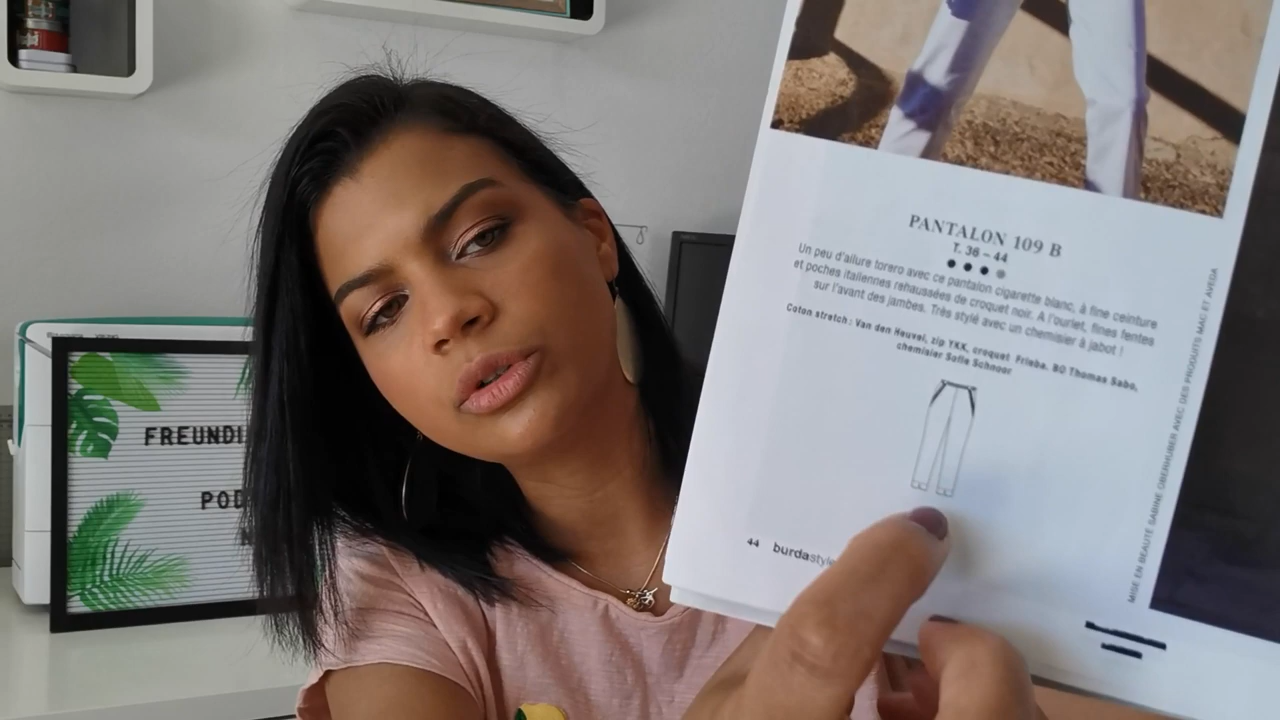 FREUNDI
POD
PANTALON 109 B
T. 36 – 44
Un peu d'allure torero avec ce pantalon cigarette blanc, à fine ceinture
et poches italiennes rehaussées de croquet noir. A l'ourlet, fines fentes
sur l'avant des jambes. Très stylé avec un chemisier à jabot !
Coton stretch : Van den Heuvel, zip YKK, croquet Prieba. BO Thomas Sabo,
chemisier Sofie Schnoor
44 burdastyle
MISE EN BEAUTÉ SABINE OBERHUBER AVEC DES PRODUITS MAC ET AVEDA